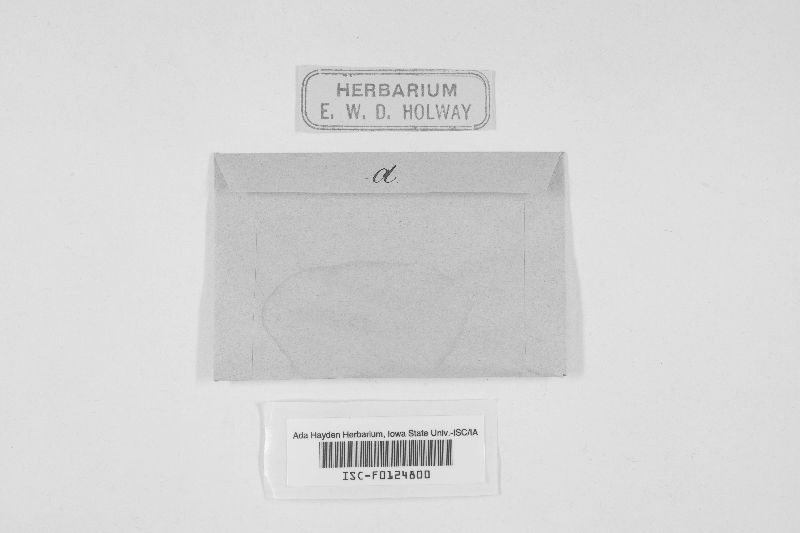 HERBARIUM
E. W. D. HOLWAY
a.
Ada Hayden Herbarium, Iowa State Univ.-ISC/IA
ISC-F0124800